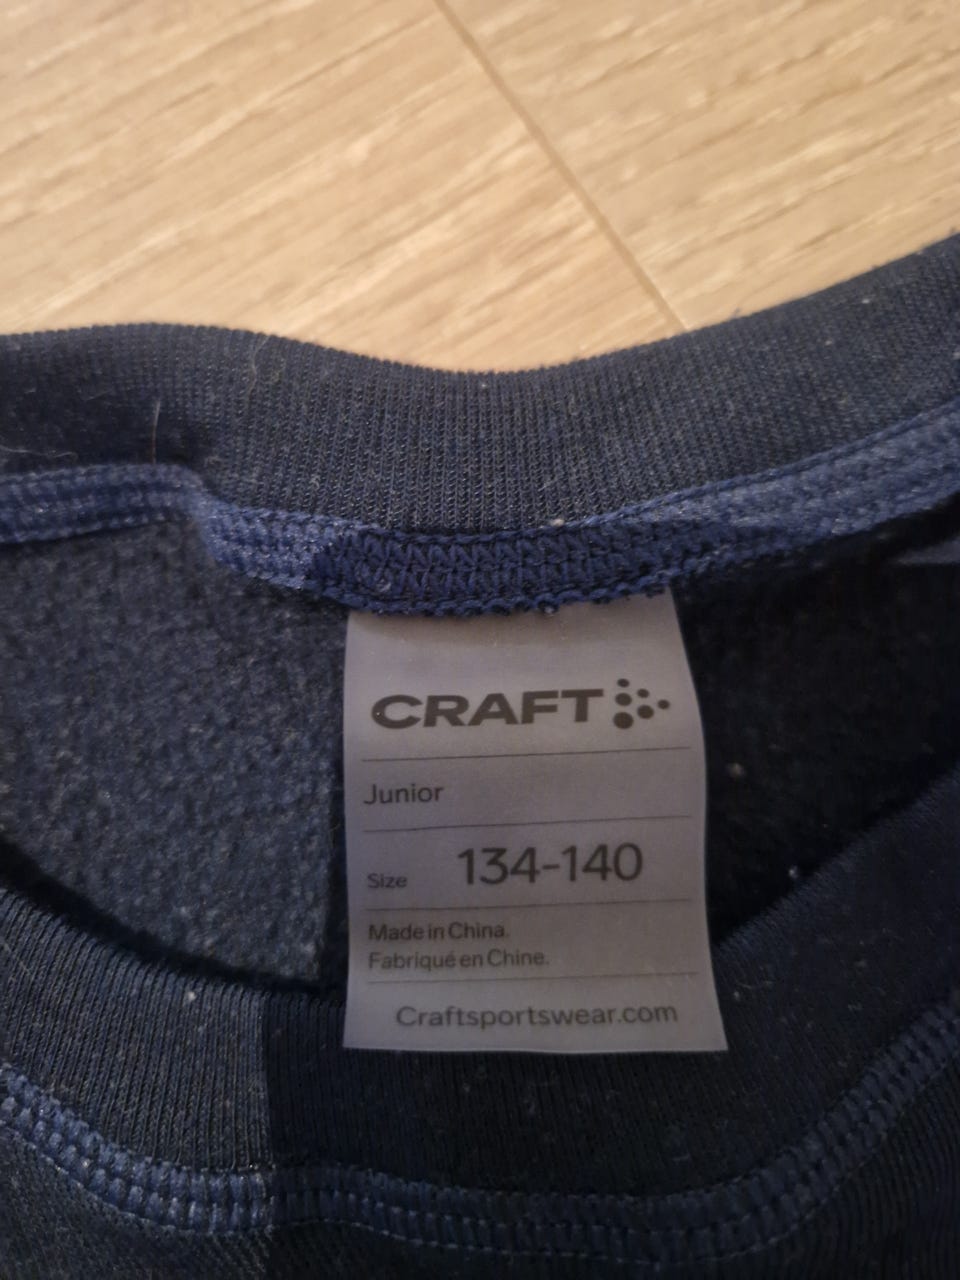 CRAFT
Junior
Size 134-140
Made in China.
Fabriqué en Chine.
Craftsportswear.com